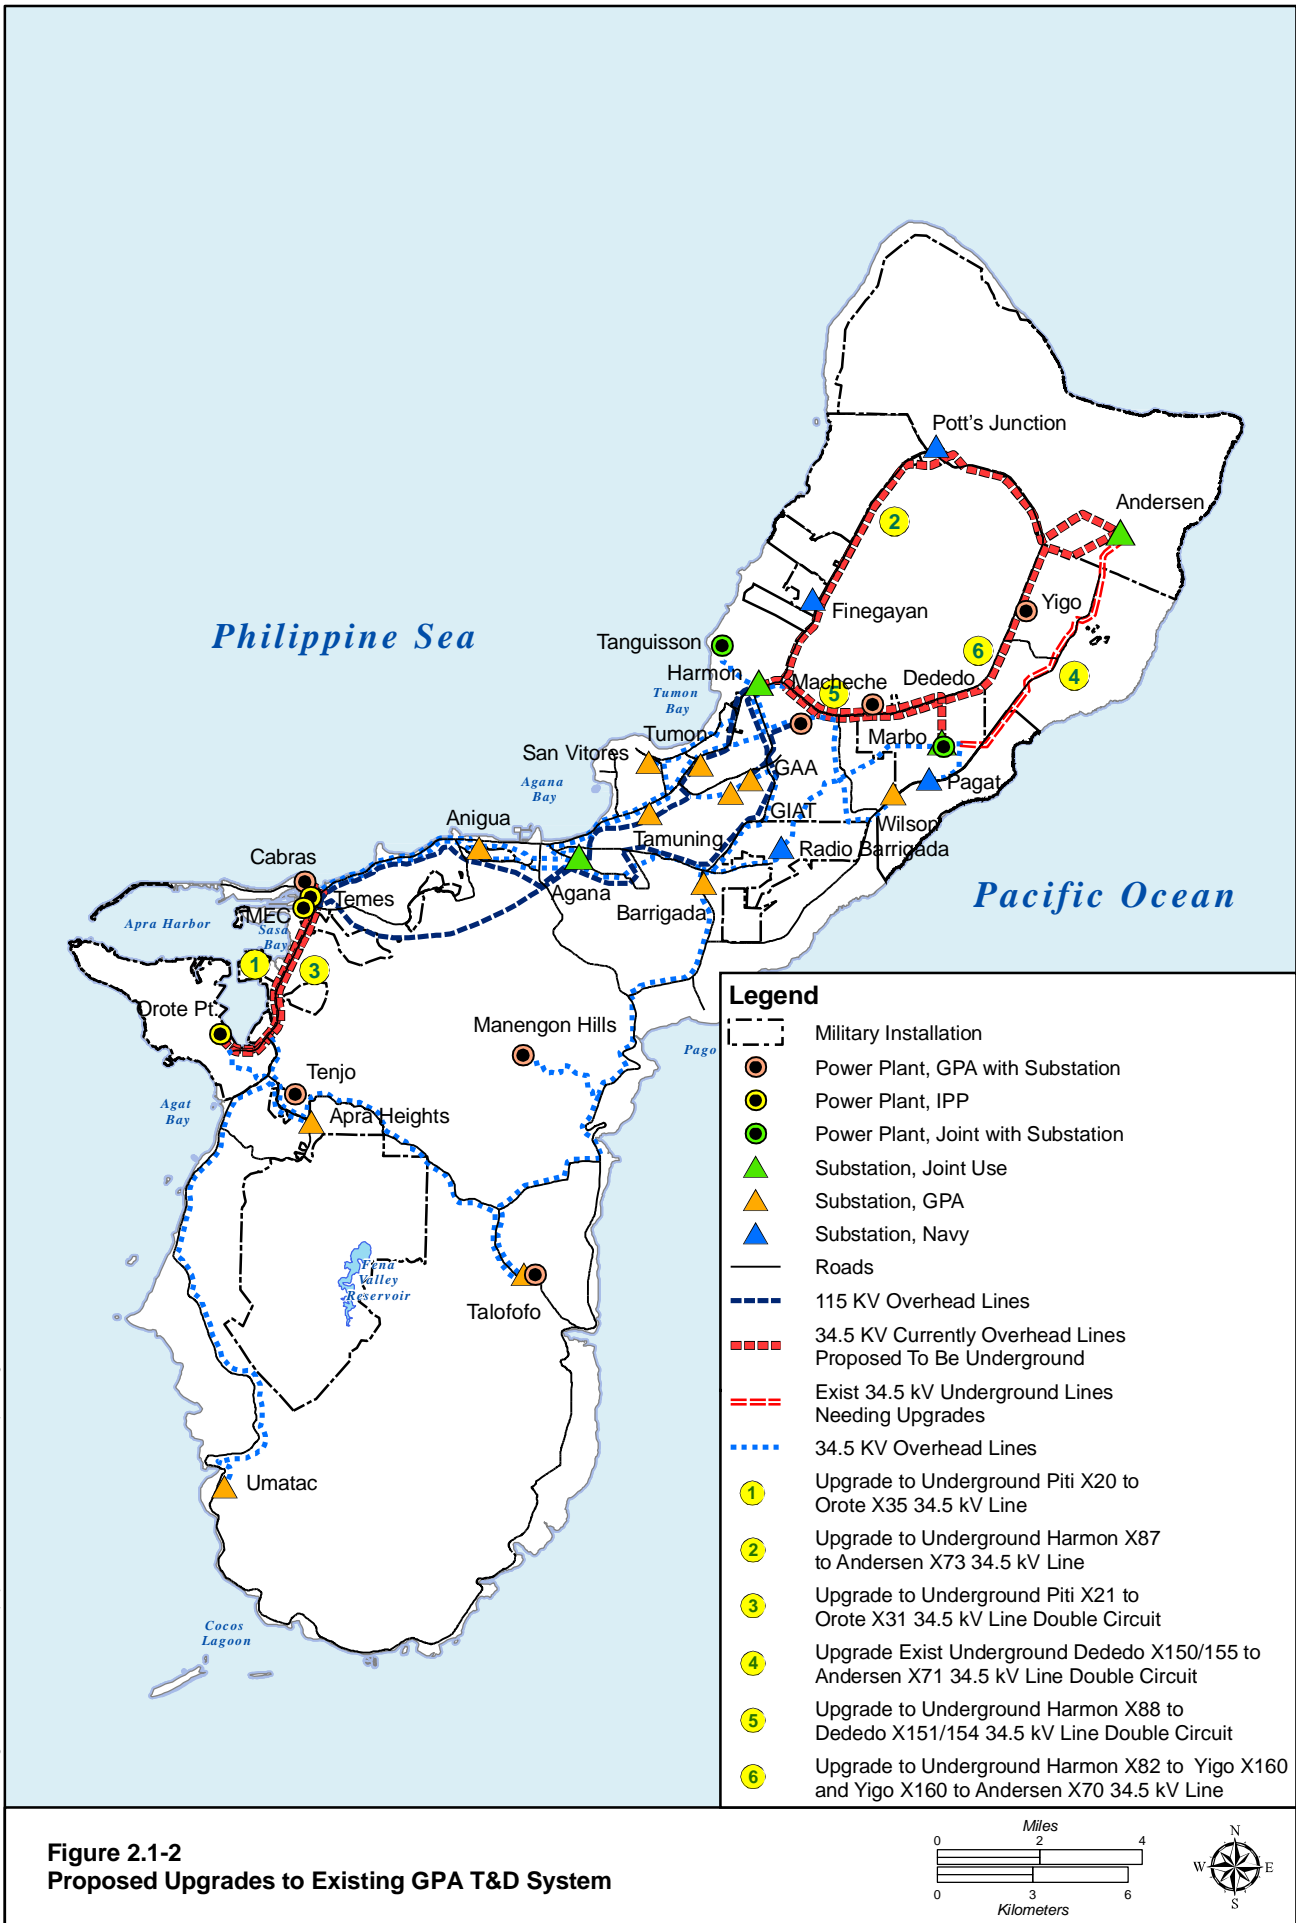 Pott's Junction
Andersen
2
Finegayan
Yigo
Philippine Sea
Tanguisson
6
Harmon
Macheche
Dededo
4
5
Tumon
Bay
Tumon
Marbo
San Vitores
GAA
Pagat
Agana
Bay
Anigua
GIAT
Wilson
Tamuning
Radio Barrigada
Cabras
Agana
Temes
Barrigada
Pacific Ocean
MEC
Apra Harbor
Sasa
Bay
1
3
Orote Pt.
Manengon Hills
Pago
Tenjo
Agat
Bay
Apra Heights
Fena
Valley
Reservoir
Talofofo
Umatac
Cocos
Lagoon
Legend
Military Installation
Power Plant, GPA with Substation
Power Plant, IPP
Power Plant, Joint with Substation
Substation, Joint Use
Substation, GPA
Substation, Navy
Roads
115 KV Overhead Lines
34.5 KV Currently Overhead Lines
Proposed To Be Underground
Exist 34.5 kV Underground Lines
Needing Upgrades
34.5 KV Overhead Lines
1 Upgrade to Underground Piti X20 to
Orote X35 34.5 kV Line
2 Upgrade to Underground Harmon X87
to Andersen X73 34.5 kV Line
3 Upgrade to Underground Piti X21 to
Orote X31 34.5 kV Line Double Circuit
4 Upgrade Exist Underground Dededo X150/155 to
Andersen X71 34.5 kV Line Double Circuit
5 Upgrade to Underground Harmon X88 to
Dededo X151/154 34.5 kV Line Double Circuit
6 Upgrade to Underground Harmon X82 to Yigo X160
and Yigo X160 to Andersen X70 34.5 kV Line
Figure 2.1-2
Proposed Upgrades to Existing GPA T&D System
Miles
0 2 4
0 3 6
Kilometers
N
W E
S